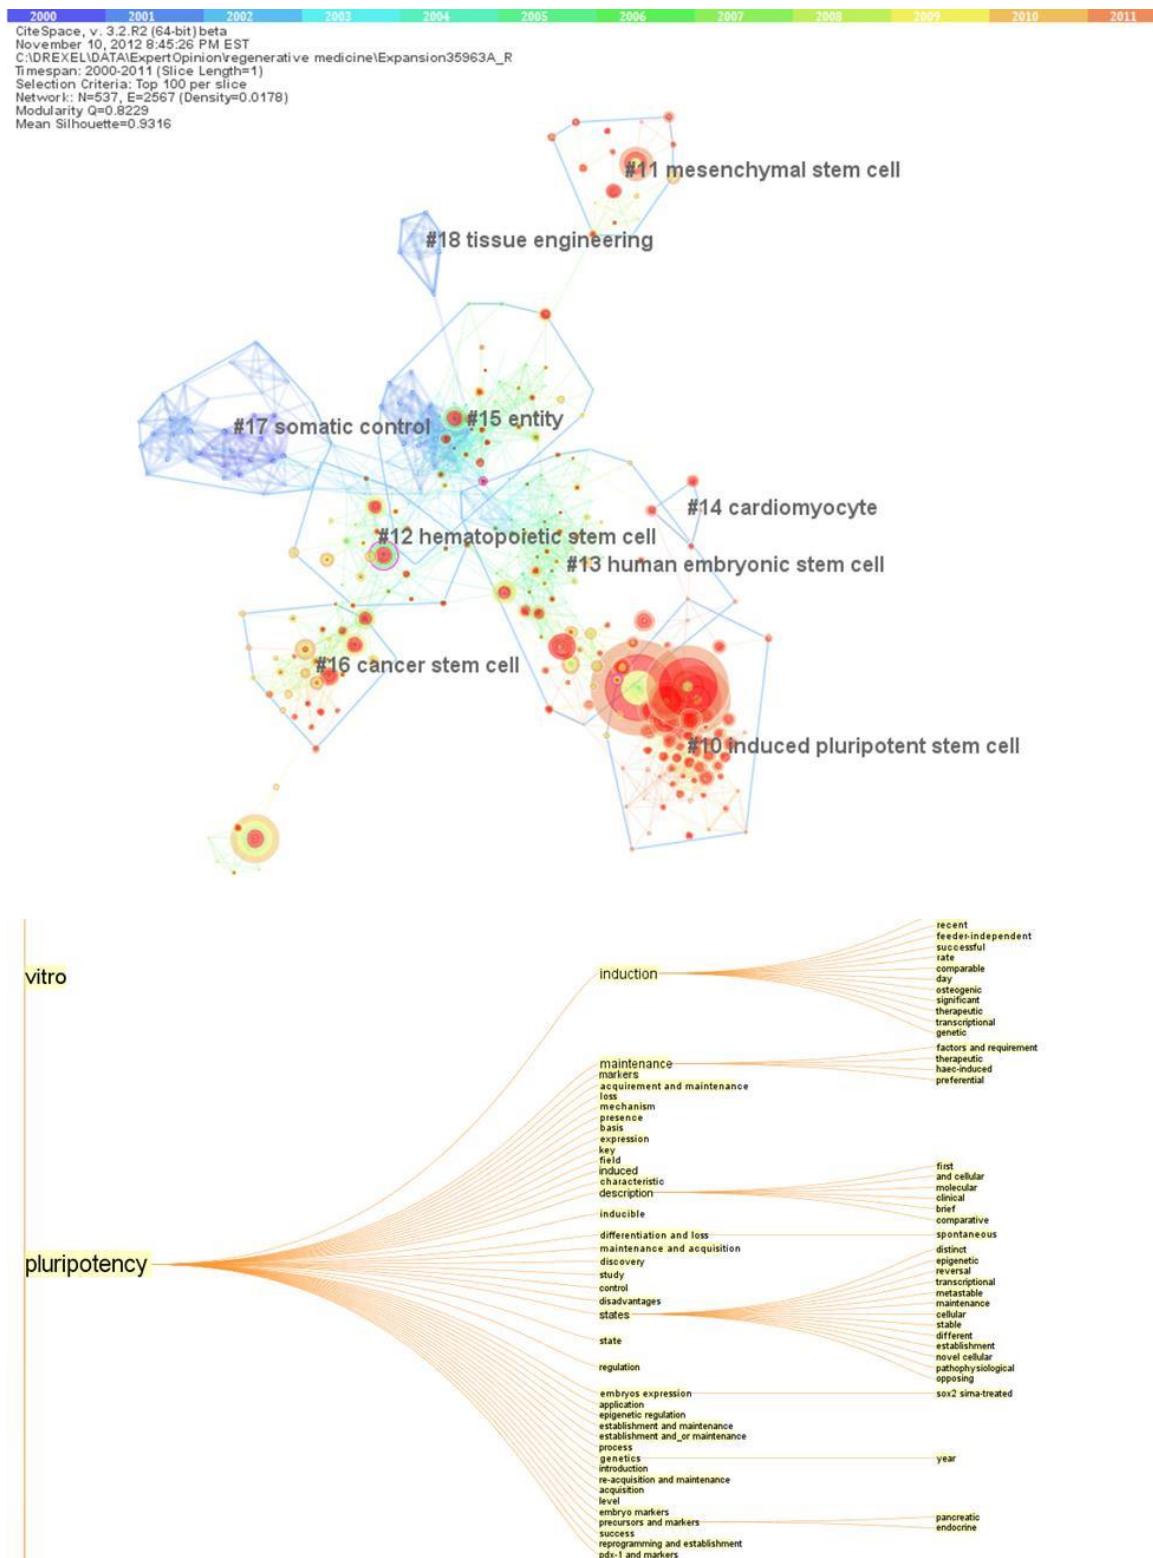 2000 2001 2002 2003 2004 2005 2006 2007 2008 2009 2010 2011
CiteSpace, v. 3.2.R2 (64-bit) beta
November 10, 2012 8:45:26 PM EST
C:\DREXEL\DATA\ExpertOpinion\regenerative medicine\Expansion35963A_R
Timespan: 2000-2011 (Slice Length=1)
Selection Criteria: Top 100 per slice
Network: N=537, E=2567 (Density=0.0178)
Modularity Q=0.8229
Mean Silhouette=0.9316
#11 mesenchymal stem cell
#18 tissue engineering
#15 entity
#17 somatic control
#14 cardiomyocyte
#12 hematopoietic stem cell
#13 human embryonic stem cell
#16 cancer stem cell
#10 induced pluripotent stem cell
vitro
pluripotency
induction
maintenance
markers
acquirement and maintenance
loss
mechanism
presence
basis
expression
key
field
induced
characteristic
description
inducible
differentiation and loss
maintenance and acquisition
discovery
study
control
disadvantages
states
state
regulation
embryos expression
application
epigenetic regulation
establishment and maintenance
establishment and_or maintenance
process
genetics
introduction
re-acquisition and maintenance
acquisition
level
embryo markers
precursors and markers
success
reprogramming and establishment
pdx-1 and markers
recent
feeder-independent
successful
rate
comparable
day
osteogenic
significant
therapeutic
transcriptional
genetic
factors and requirement
therapeutic
haec-induced
preferential
first
and cellular
molecular
clinical
brief
comparative
spontaneous
distinct
epigenetic
reversal
transcriptional
metastable
maintenance
cellular
stable
different
establishment
novel cellular
pathophysiological
opposing
sox2 sirna-treated
year
pancreatic
endocrine